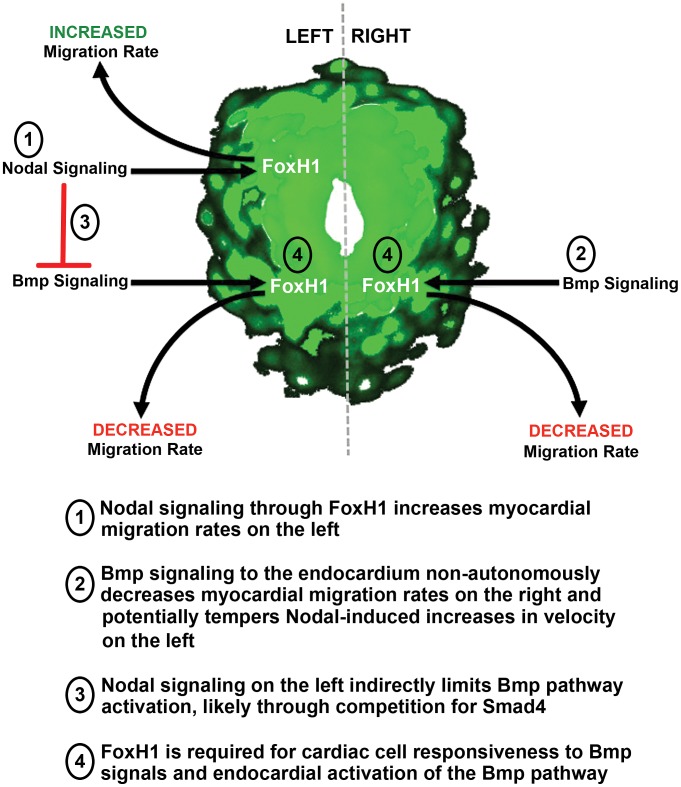 INCREASED
Migration Rate
LEFT RIGHT
1
Nodal Signaling
FoxH1
3
4 4
2
Bmp Signaling
FoxH1 FoxH1
Bmp Signaling
DECREASED
Migration Rate
DECREASED
Migration Rate
1 Nodal signaling through FoxH1 increases myocardial
migration rates on the left
2 Bmp signaling to the endocardium non-autonomously
decreases myocardial migration rates on the right and
potentially tempers Nodal-induced increases in velocity
on the left
3 Nodal signaling on the left indirectly limits Bmp pathway
activation, likely through competition for Smad4
4 FoxH1 is required for cardiac cell responsiveness to Bmp
signals and endocardial activation of the Bmp pathway